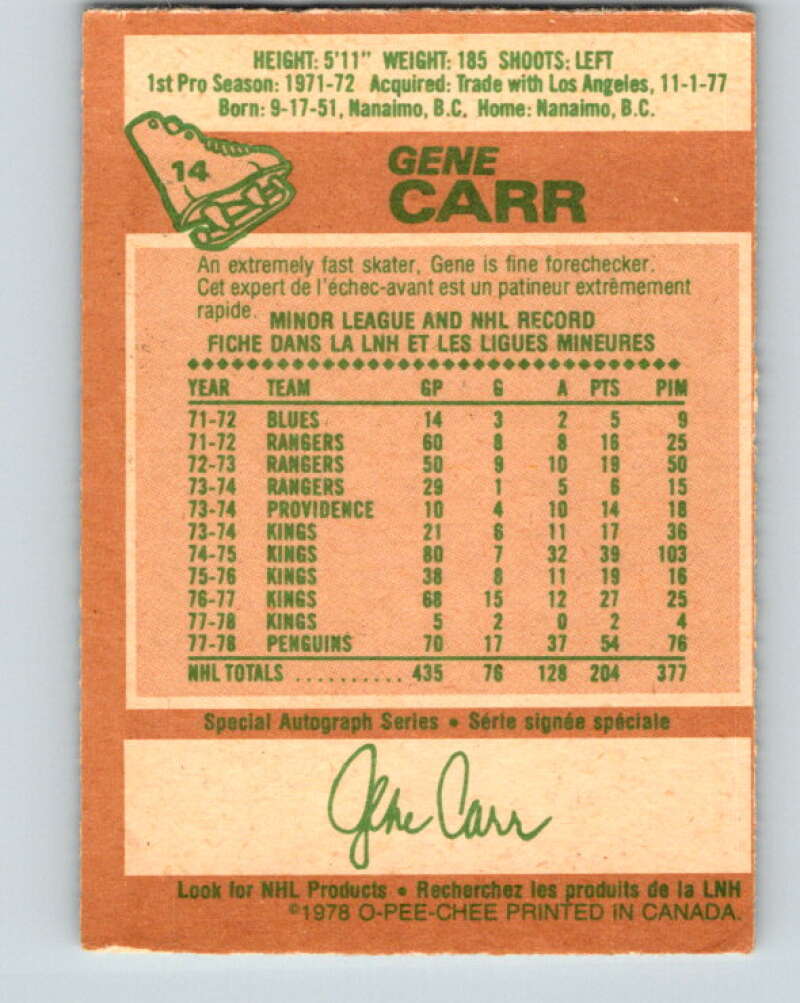 HEIGHT: 5'11" WEIGHT: 185 SHOOTS: LEFT
1st Pro Season: 1971-72 Acquired: Trade with Los Angeles, 11-1-77
Born: 9-17-51, Nanaimo, B.C. Home: Nanaimo, B.C.
14
GENE
CARR
An extremely fast skater, Gene is fine forechecker.
Cet expert de l'échec-avant est un patineur extrêmement
rapide.
MINOR LEAGUE AND NHL RECORD
FICHE DANS LA LNH ET LES LIGUES MINEURES
YEAR TEAM GP G A PTS PIM
71-72 BLUES 14 3 2 5 9
71-72 RANGERS 60 8 8 16 25
72-73 RANGERS 50 9 10 19 50
73-74 RANGERS 29 1 5 6 15
73-74 PROVIDENCE 10 4 10 14 18
73-74 KINGS 21 6 11 17 36
74-75 KINGS 80 7 32 39 103
75-76 KINGS 38 8 11 19 16
76-77 KINGS 68 15 12 27 25
77-78 KINGS 5 2 0 2 4
77-78 PENGUINS 70 17 37 54 76
NHL TOTALS .......... 435 76 128 204 377
Special Autograph Series • Série signée spéciale
Gene Carr
Look for NHL Products • Recherchez les produits de la LNH
©1978 O-PEE-CHEE PRINTED IN CANADA.